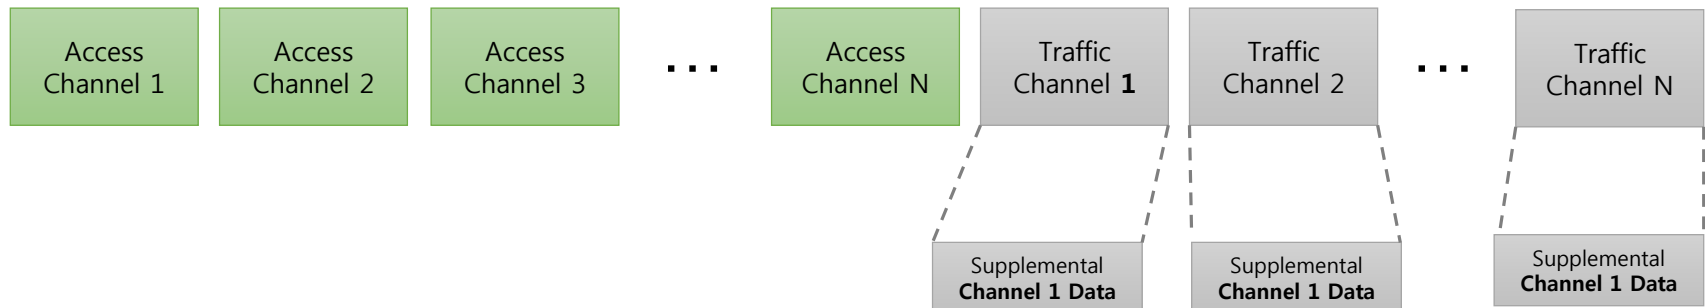 Access
Channel 1
Access
Channel 2
Access
Channel 3
...
Access
Channel N
Traffic
Channel 1
Traffic
Channel 2
...
Traffic
Channel N
Supplemental
Channel 1 Data
Supplemental
Channel 1 Data
Supplemental
Channel 1 Data